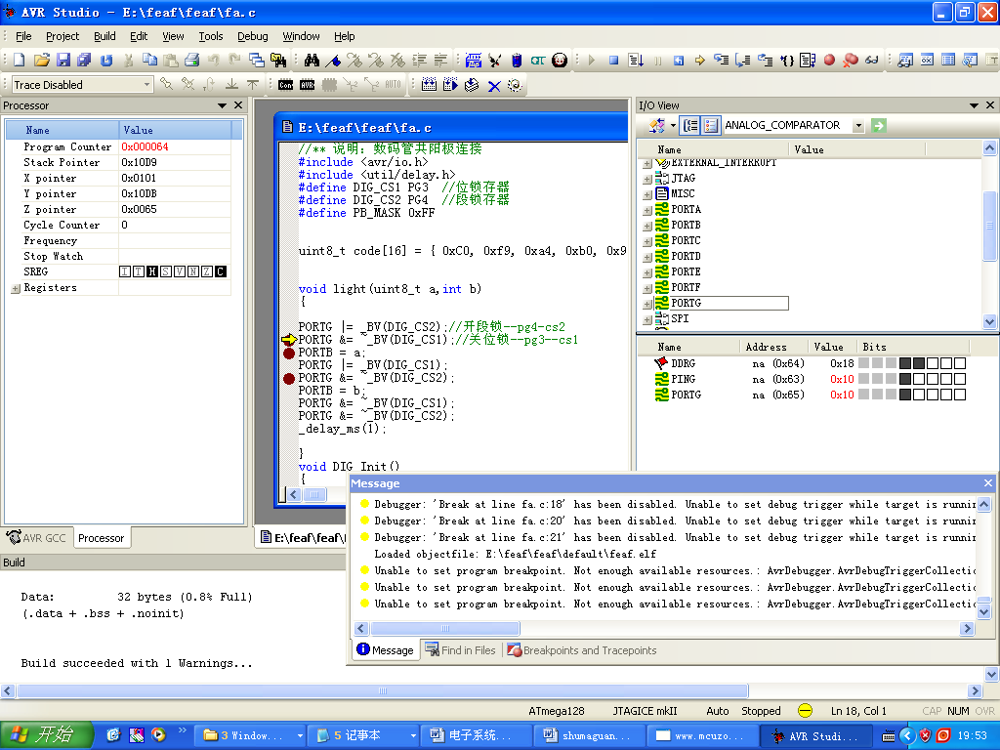 AVR Studio - E:\feaf\feaf\fa.c
File Project Build Edit View Tools Debug Window Help
Trace Disabled
Con AVR AUTO
Processor
Name Value
Program Counter 0x000064
Stack Pointer 0x10D9
X pointer 0x0101
Y pointer 0x10DB
Z pointer 0x0065
Cycle Counter 0
Frequency
Stop Watch
SREG I T H S V N Z C
Registers
AVR GCC Processor
E:\feaf\feaf\fa.c
//** 说明：数码管共阳极连接
#include <avr/io.h>
#include <util/delay.h>
#define DIG_CS1 PG3 //位锁存器
#define DIG_CS2 PG4 //段锁存器
#define PB_MASK 0xFF
uint8_t code[16] = { 0xC0, 0xf9, 0xa4, 0xb0, 0x9
void light(uint8_t a,int b)
{
PORTG |= _BV(DIG_CS2);//开段锁--pg4-cs2
PORTG &= ~_BV(DIG_CS1);//关位锁--pg3--cs1
PORTB = a;
PORTG |= _BV(DIG_CS1);
PORTG &= ~_BV(DIG_CS2);
PORTB = b;
PORTG &= ~_BV(DIG_CS1);
PORTG &= ~_BV(DIG_CS2);
_delay_ms(1);
}
void DIG_Init()
{
E:\feaf\feaf\
I/O View
ANALOG_COMPARATOR
Name Value
EXTERNAL_INTERRUPT
JTAG
MISC
PORTA
PORTB
PORTC
PORTD
PORTE
PORTF
PORTG
SPI
Name Address Value Bits
DDRG na (0x64) 0x18
PING na (0x63) 0x10
PORTG na (0x65) 0x10
Message
Debugger: 'Break at line fa.c:18' has been disabled. Unable to set debug trigger while target is runnin
Debugger: 'Break at line fa.c:20' has been disabled. Unable to set debug trigger while target is runnin
Debugger: 'Break at line fa.c:21' has been disabled. Unable to set debug trigger while target is runnin
Loaded objectfile: E:\feaf\feaf\default\feaf.elf
Unable to set program breakpoint. Not enough available resources.: AvrDebugger.AvrDebugTriggerCollectio
Unable to set program breakpoint. Not enough available resources.: AvrDebugger.AvrDebugTriggerCollectio
Unable to set program breakpoint. Not enough available resources.: AvrDebugger.AvrDebugTriggerCollectio
Message Find in Files Breakpoints and Tracepoints
Build
Data: 32 bytes (0.8% Full)
(.data + .bss + .noinit)
Build succeeded with 1 Warnings...
ATmega128 JTAGICE mkII Auto Stopped Ln 18, Col 1 CAP NUM OVR
开始 3 Window... 5 记事本 电子系统... shumaguan... www.mcuzo... AVR Studi... 19:53